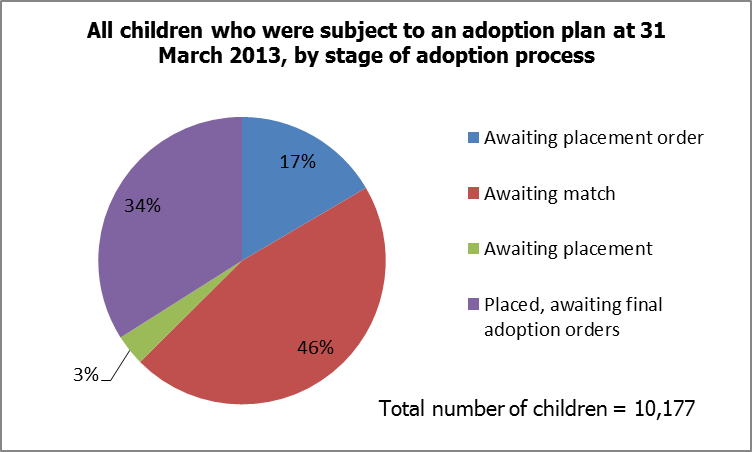 All children who were subject to an adoption plan at 31
March 2013, by stage of adoption process
17%
46%
3%
34%
Awaiting placement order
Awaiting match
Awaiting placement
Placed, awaiting final
adoption orders
Total number of children = 10,177